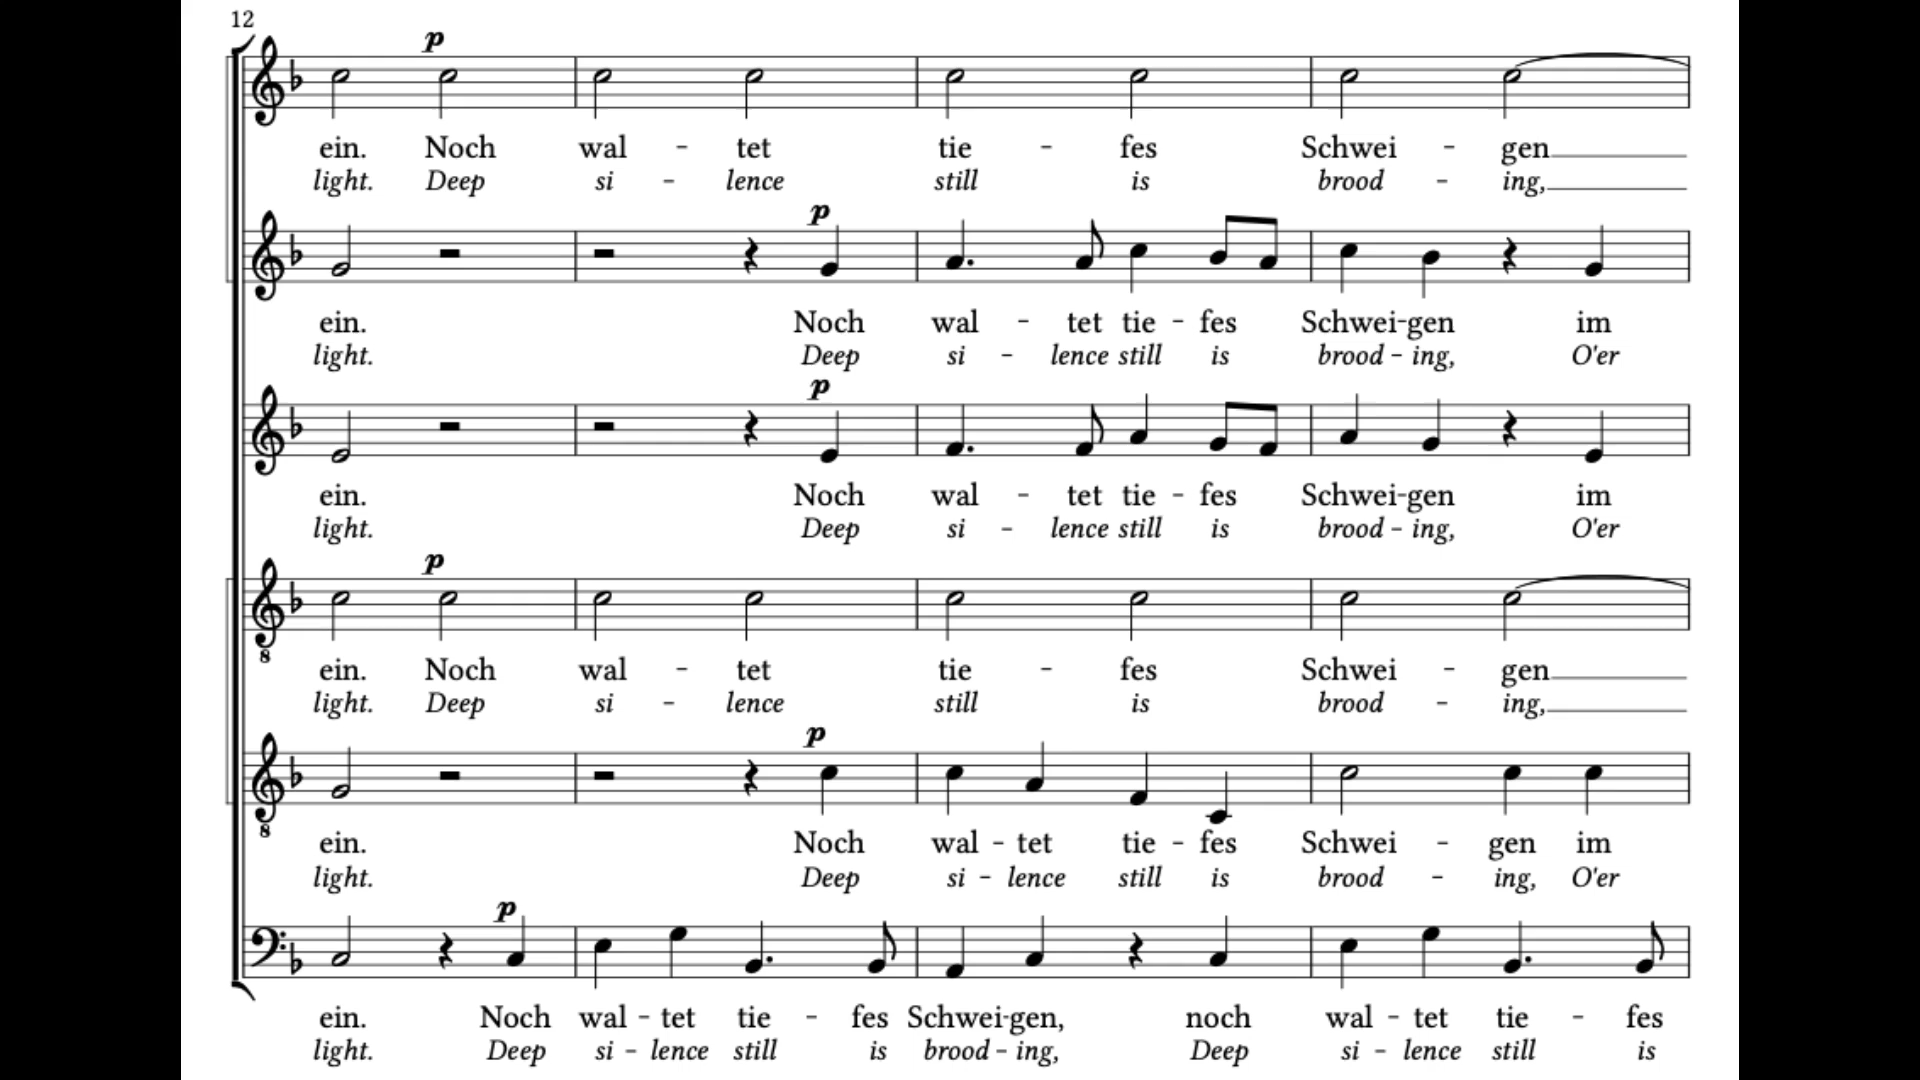 12
p
ein. Noch wal - tet tie - fes Schwei - gen
light. Deep si - lence still is brood - ing,
p
ein. Noch wal - tet tie - fes Schwei-gen im
light. Deep si - lence still is brood - ing, O'er
p
ein. Noch wal - tet tie - fes Schwei-gen im
light. Deep si - lence still is brood - ing, O'er
p
8
ein. Noch wal - tet tie - fes Schwei - gen
light. Deep si - lence still is brood - ing,
p
8
ein. Noch wal - tet tie - fes Schwei - gen im
light. Deep si - lence still is brood - ing, O'er
p
ein. Noch wal - tet tie - fes Schwei-gen, noch wal - tet tie - fes
light. Deep si - lence still is brood - ing, Deep si - lence still is